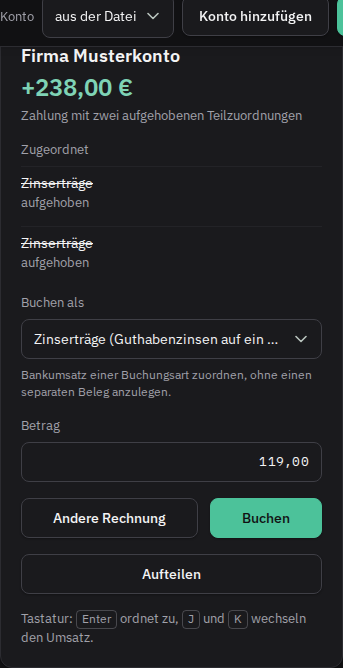 Konto aus der Datei Konto hinzufügen
Firma Musterkonto
+238,00 €
Zahlung mit zwei aufgehobenen Teilzuordnungen
Zugeordnet
Zinserträge
aufgehoben
Zinserträge
aufgehoben
Buchen als
Zinserträge (Guthabenzinsen auf ein ...
Bankumsatz einer Buchungsart zuordnen, ohne einen
separaten Beleg anzulegen.
Betrag
119,00
Andere Rechnung Buchen
Aufteilen
Tastatur: Enter ordnet zu, J und K wechseln
den Umsatz.